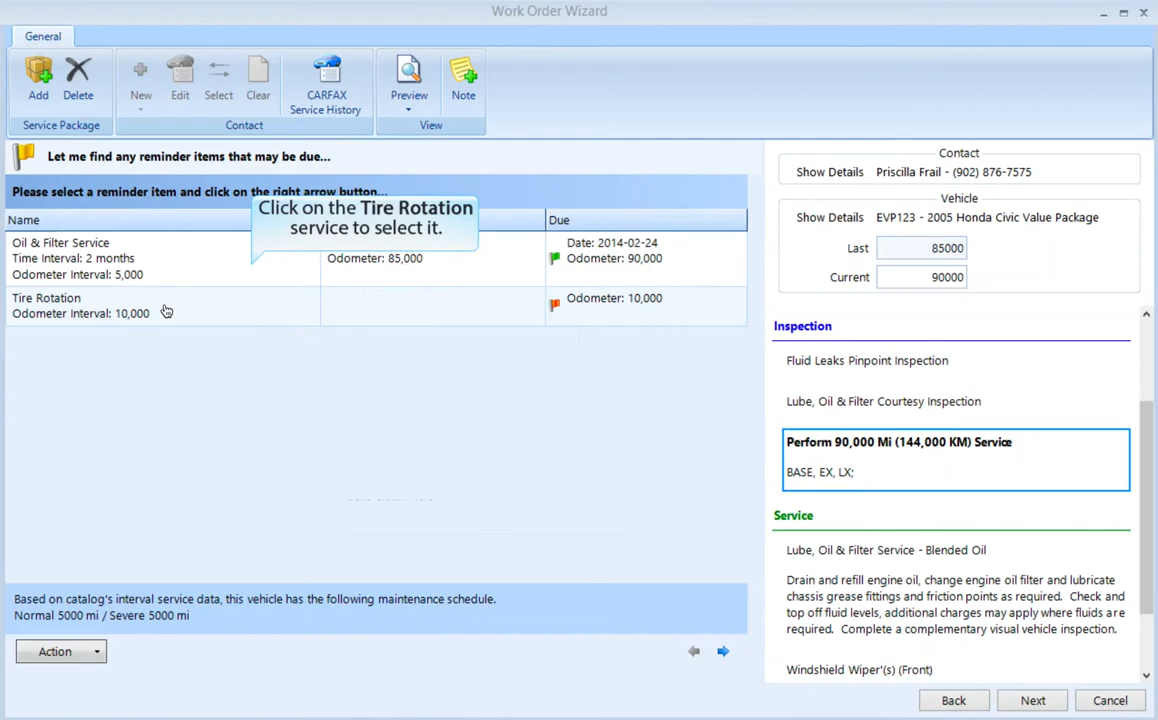 Work Order Wizard
General
Add
Delete
New
Edit
Select
Clear
CARFAX
Service History
Preview
Note
Service Package
Contact
View
Let me find any reminder items that may be due...
Please select a reminder item and click on the right arrow button...
Name
Due
Click on the Tire Rotation
service to select it.
Oil & Filter Service
Time Interval: 2 months
Odometer Interval: 5,000
Odometer: 85,000
Date: 2014-02-24
Odometer: 90,000
Tire Rotation
Odometer Interval: 10,000
Odometer: 10,000
Based on catalog's interval service data, this vehicle has the following maintenance schedule.
Normal 5000 mi / Severe 5000 mi
Action
Contact
Show Details Priscilla Frail - (902) 876-7575
Vehicle
Show Details EVP123 - 2005 Honda Civic Value Package
Last 85000
Current 90000
Inspection
Fluid Leaks Pinpoint Inspection
Lube, Oil & Filter Courtesy Inspection
Perform 90,000 Mi (144,000 KM) Service
BASE, EX, LX;
Service
Lube, Oil & Filter Service - Blended Oil
Drain and refill engine oil, change engine oil filter and lubricate
chassis grease fittings and friction points as required. Check and
top off fluid levels, additional charges may apply where fluids are
required. Complete a complementary visual vehicle inspection.
Windshield Wiper'(s) (Front)
Back
Next
Cancel